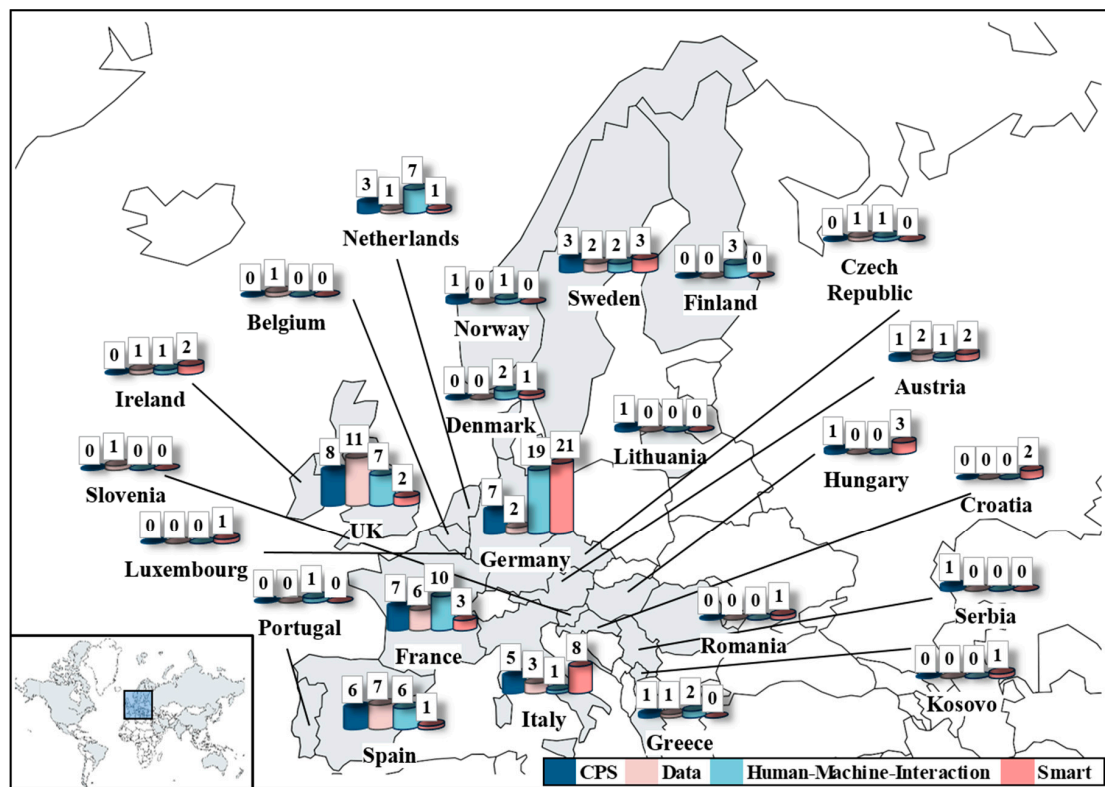 3 1 7 1
Netherlands
0 1 1 0
Czech
Republic
3 2 2 3
Sweden
0 0 3 0
Finland
0 1 0 0
Belgium
1 0 1 0
Norway
1 2 1 2
Austria
0 1 1 2
Ireland
0 0 2 1
Denmark
1 0 0 0
Lithuania
1 0 0 3
Hungary
0 1 0 0
Slovenia
8 11 7 2
UK
7 2 19 21
Germany
0 0 0 2
Croatia
0 0 0 1
Luxembourg
0 0 1 0
Portugal
7 6 10 3
France
0 0 0 1
Romania
1 0 0 0
Serbia
5 3 1 8
Italy
0 0 0 1
Kosovo
6 7 6 1
Spain
1 1 2 0
Greece
CPS Data Human-Machine-Interaction Smart